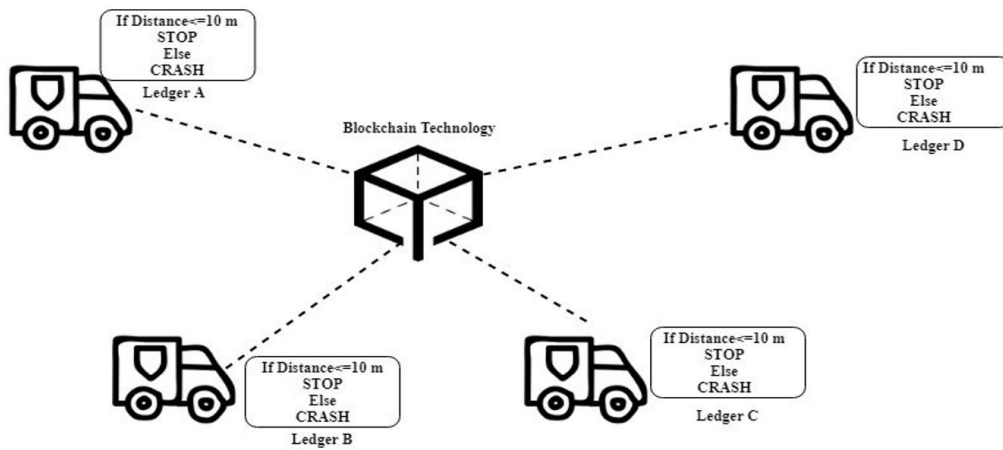 If Distance<=10 m
STOP
Else
CRASH
Ledger A
Blockchain Technology
If Distance<=10 m
STOP
Else
CRASH
Ledger D
If Distance<=10 m
STOP
Else
CRASH
Ledger B
If Distance<=10 m
STOP
Else
CRASH
Ledger C